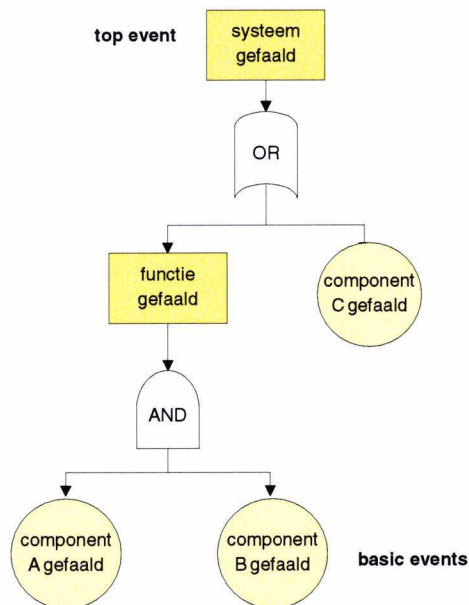 top event
systeem
gefaald
OR
functie
gefaald
component
C gefaald
AND
component
A gefaald
component
B gefaald
basic events